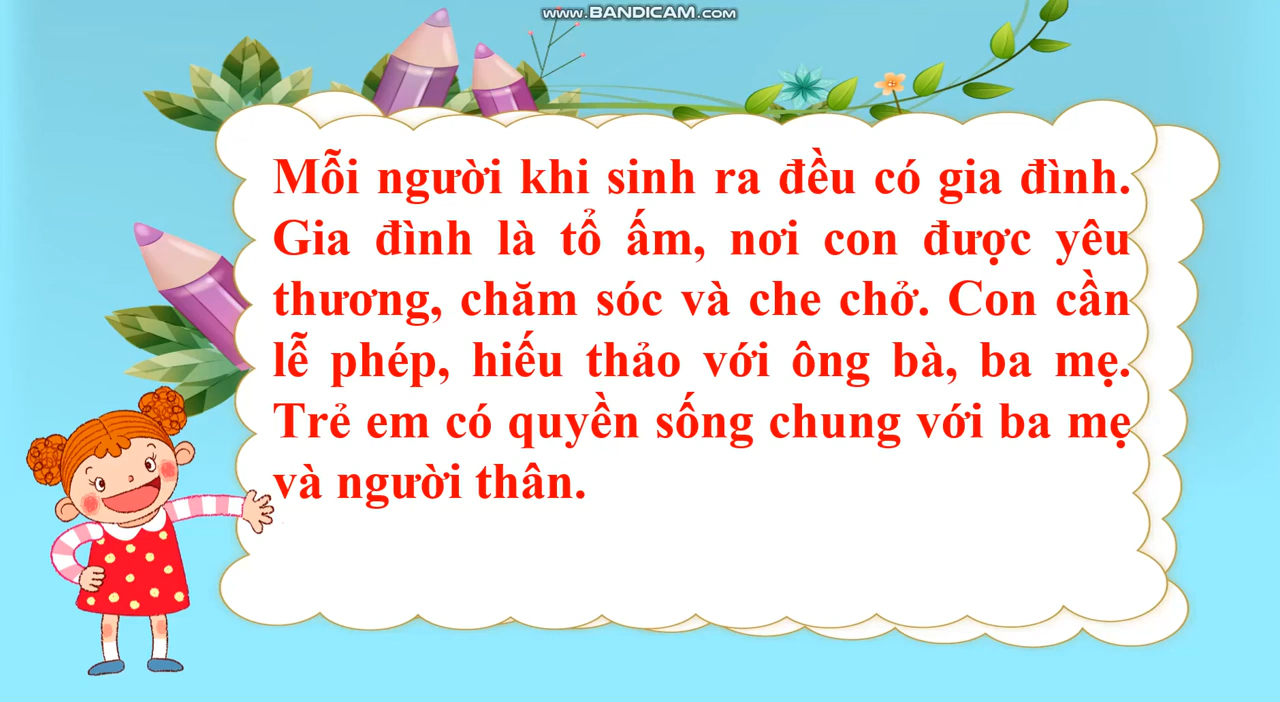 www.BANDICAM.com
Mỗi người khi sinh ra đều có gia đình.
Gia đình là tổ ấm, nơi con được yêu
thương, chăm sóc và che chở. Con cần
lễ phép, hiếu thảo với ông bà, ba mẹ.
Trẻ em có quyền sống chung với ba mẹ
và người thân.